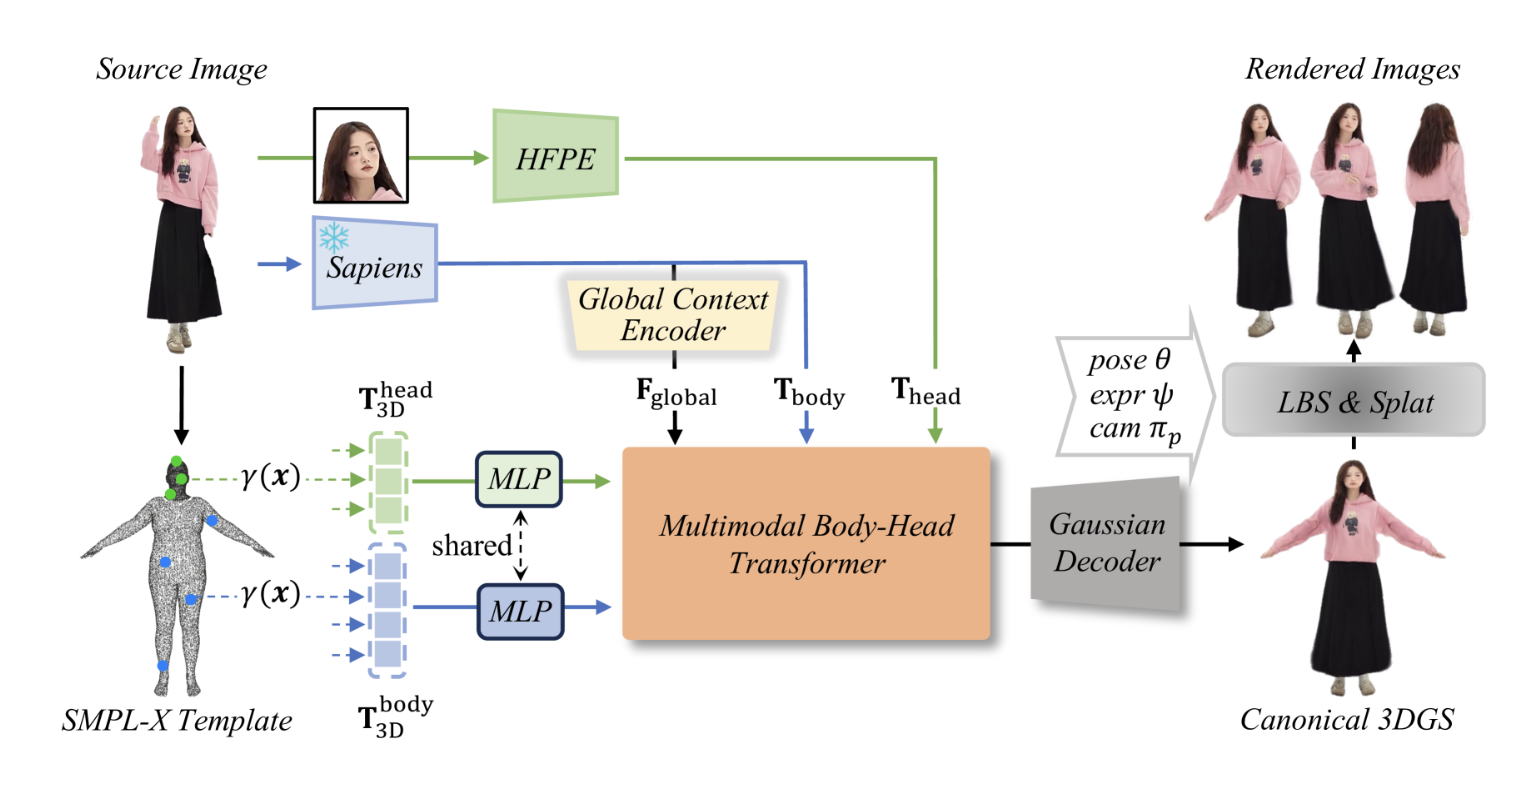 Source Image
Rendered Images
HFPE
Sapiens
Global Context
Encoder
F_global
T_body
T_head
pose θ
expr ψ
cam π_p
LBS & Splat
T_3D^head
γ(x)
MLP
shared
γ(x)
MLP
T_3D^body
Multimodal Body-Head
Transformer
Gaussian
Decoder
SMPL-X Template
Canonical 3DGS